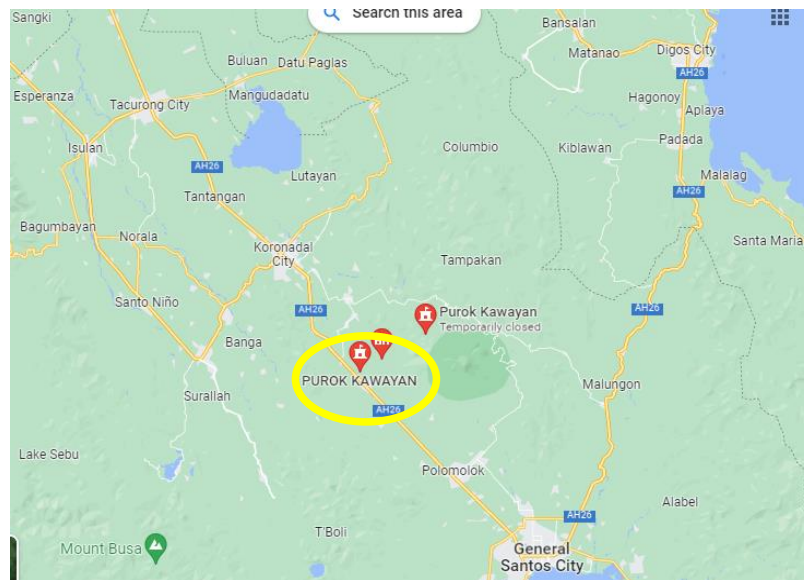 Search this area
Sangki
Bansalan
Matanao
Digos City
Buluan
Datu Paglas
AH26
Esperanza
Tacurong City
Mangudadatu
Hagonoy
Aplaya
Isulan
Columbio
Kiblawan
Padada
AH26
Lutayan
Malalag
AH26
Tantangan
Bagumbayan
Norala
Koronadal
City
Santa Maria
Tampakan
Santo Niño
AH26
Purok Kawayan
Temporarily closed
AH26
Banga
PUROK KAWAYAN
Malungon
Surallah
AH26
Lake Sebu
Polomolok
Alabel
AH26
T'Boli
Mount Busa
General
Santos City